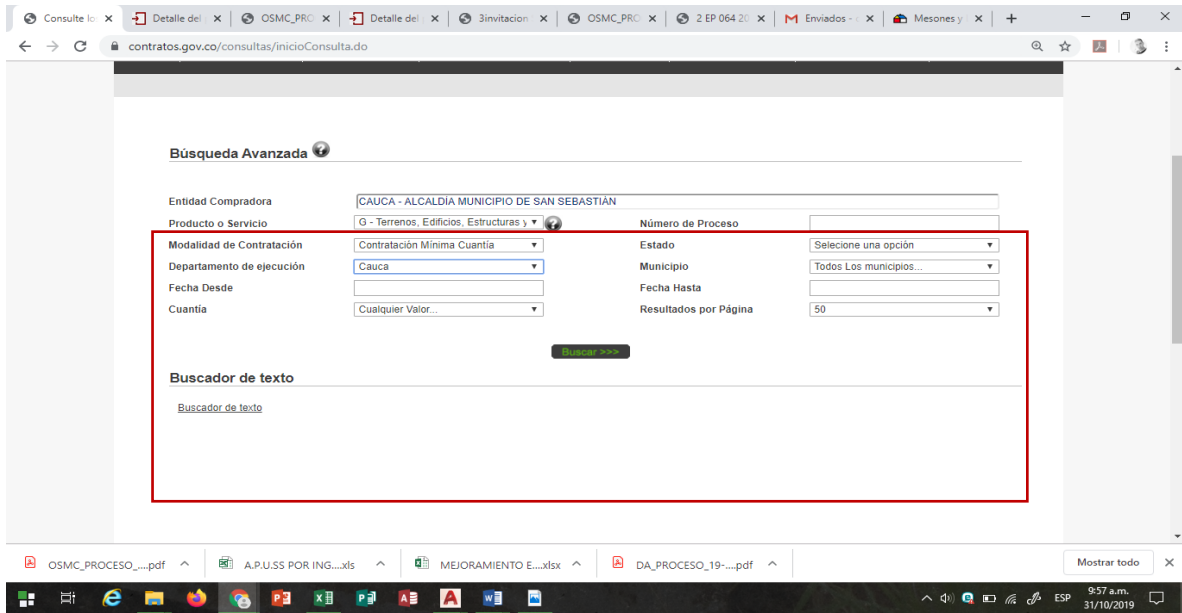 Consulte lo
Detalle del
OSMC_PRO
Detalle del
3invitacion
OSMC_PRO
2 EP 064 20
Enviados -
Mesones y
contratos.gov.co/consultas/inicioConsulta.do
Búsqueda Avanzada
Entidad Compradora CAUCA - ALCALDÍA MUNICIPIO DE SAN SEBASTIÁN
Producto o Servicio G - Terrenos, Edificios, Estructuras y Número de Proceso
Modalidad de Contratación Contratación Mínima Cuantía Estado Selecione una opción
Departamento de ejecución Cauca Municipio Todos Los municipios...
Fecha Desde Fecha Hasta
Cuantía Cualquier Valor... Resultados por Página 50
Buscar >>>
Buscador de texto
Buscador de texto
OSMC_PROCESO_....pdf A.P.U.SS POR ING....xls MEJORAMIENTO E....xlsx DA_PROCESO_19-....pdf Mostrar todo
ESP 9:57 a.m.
31/10/2019